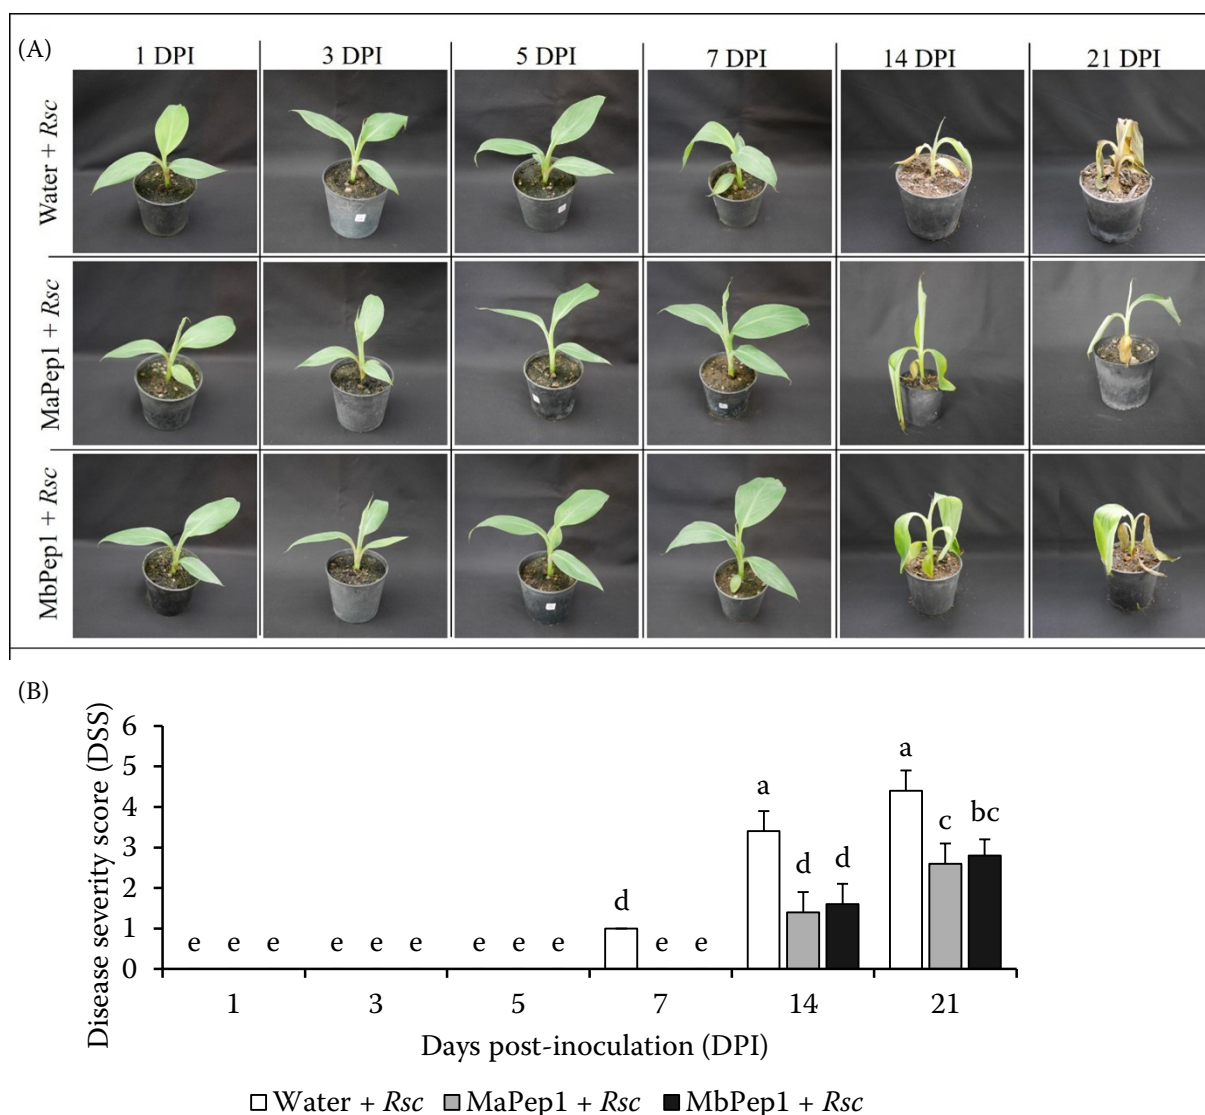 (A)
1 DPI 3 DPI 5 DPI 7 DPI 14 DPI 21 DPI
Water + Rsc
MaPep1 + Rsc
MbPep1 + Rsc
(B)
Disease severity score (DSS)
6
5
4
3
2
1
0
e e e e e e e e e d e e a d d a c bc
1 3 5 7 14 21
Days post-inoculation (DPI)
Water + Rsc MaPep1 + Rsc MbPep1 + Rsc